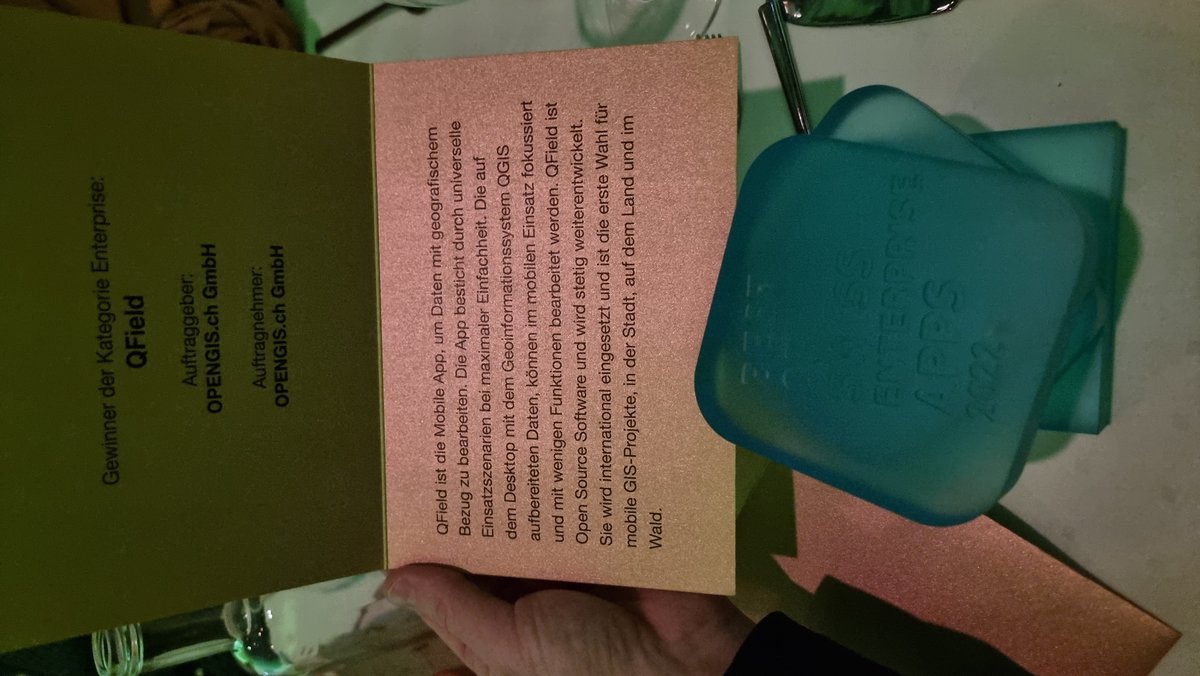 Gewinner der Kategorie Enterprise:
QField
Auftraggeber:
OPENGIS.ch GmbH
Auftragnehmer:
OPENGIS.ch GmbH
QField ist die Mobile App, um Daten mit geografischem
Bezug zu bearbeiten. Die App besticht durch universelle
Einsatzszenarien bei maximaler Einfachheit. Die auf
dem Desktop mit dem Geoinformationssystem QGIS
aufbereiteten Daten, können im mobilen Einsatz fokussiert
und mit wenigen Funktionen bearbeitet werden. QField ist
Open Source Software und wird stetig weiterentwickelt.
Sie wird international eingesetzt und ist die erste Wahl für
mobile GIS-Projekte, in der Stadt, auf dem Land und im
Wald.
BEST
OF
SWISS
ENTERPRISE
APPS
2022